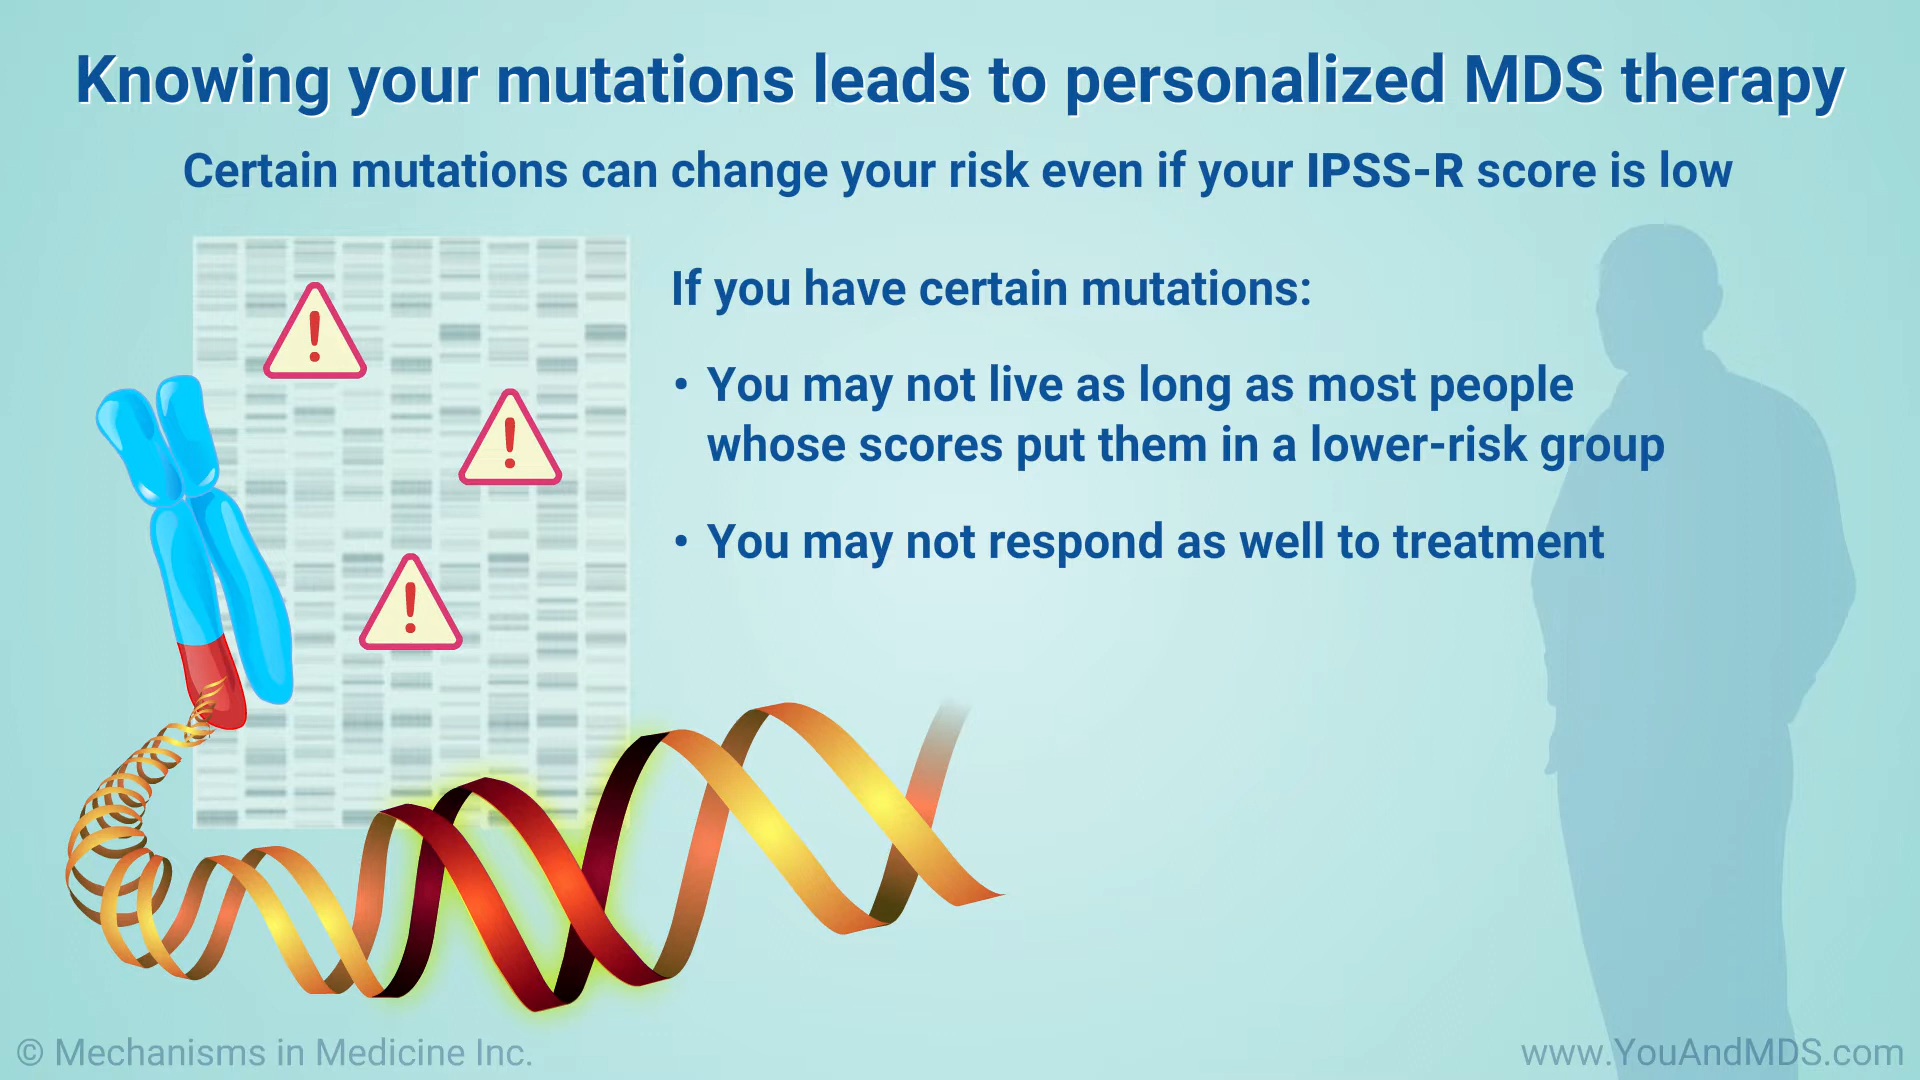 Knowing your mutations leads to personalized MDS therapy
Certain mutations can change your risk even if your IPSS-R score is low
If you have certain mutations:
• You may not live as long as most people
whose scores put them in a lower-risk group
• You may not respond as well to treatment
© Mechanisms in Medicine Inc.
www.YouAndMDS.com